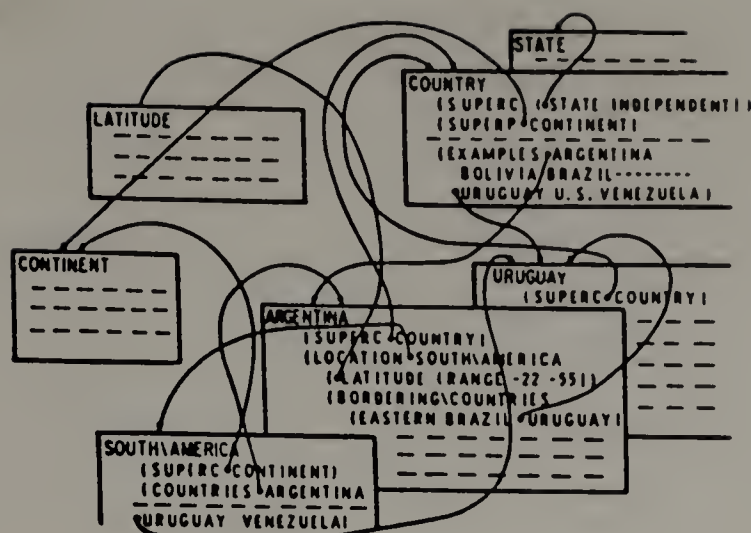 STATE
COUNTRY
(SUPERC (STATE INDEPENDENT))
(SUPERP CONTINENT)
(EXAMPLES ARGENTINA
BOLIVIA BRAZIL--------
URUGUAY U.S. VENEZUELA)
LATITUDE
CONTINENT
URUGUAY
(SUPERC COUNTRY)
ARGENTINA
(SUPERC COUNTRY)
(LOCATION SOUTH\AMERICA
(LATITUDE (RANGE -22 -55))
(BORDERING\COUNTRIES
(EASTERN BRAZIL URUGUAY)
SOUTH\AMERICA
(SUPERC CONTINENT)
(COUNTRIES ARGENTINA
URUGUAY VENEZUELA)